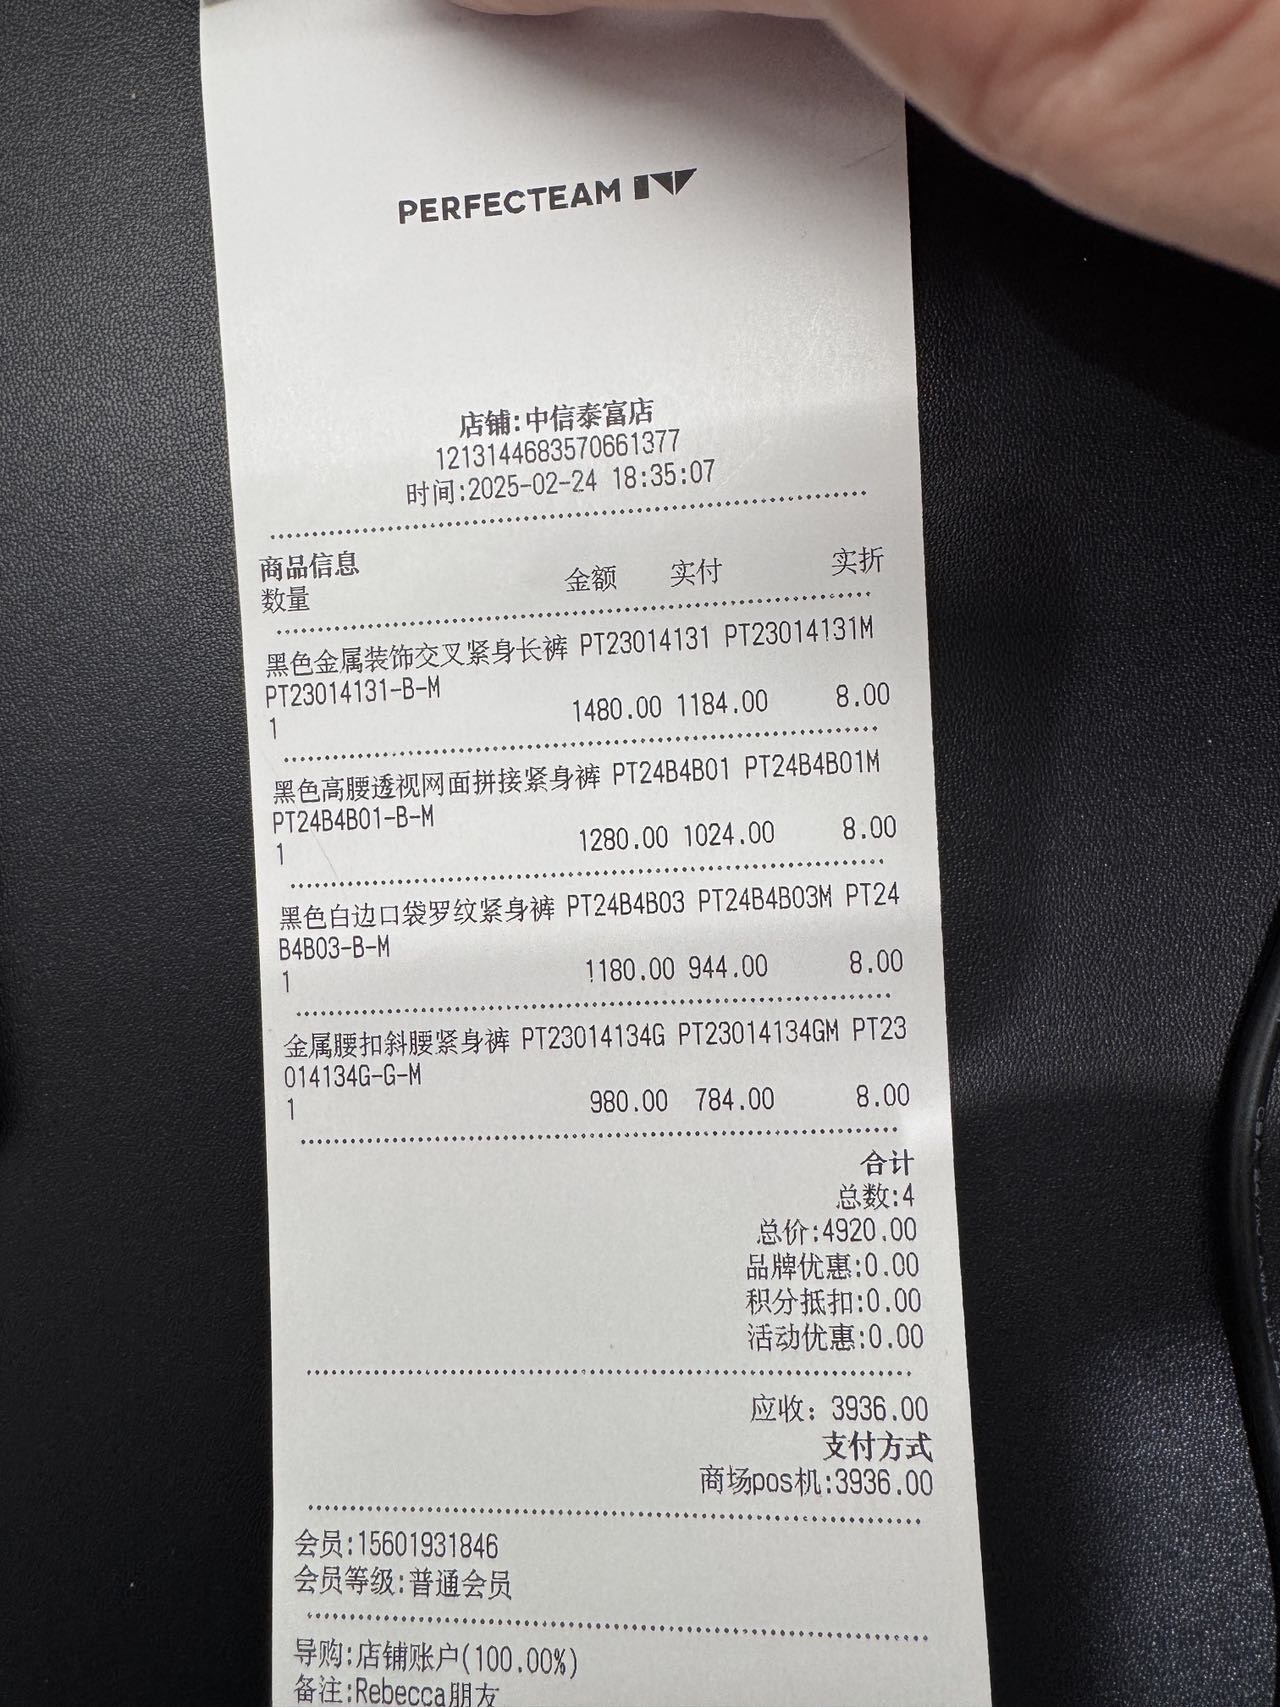 PERFECTEAM
店铺:中信泰富店
1213144683570661377
时间:2025-02-24 18:35:07
商品信息
数量 金额 实付 实折
黑色金属装饰交叉紧身长裤 PT23014131 PT23014131M
PT23014131-B-M
1 1480.00 1184.00 8.00
黑色高腰透视网面拼接紧身裤 PT24B4B01 PT24B4B01M
PT24B4B01-B-M
1 1280.00 1024.00 8.00
黑色白边口袋罗纹紧身裤 PT24B4B03 PT24B4B03M PT24
B4B03-B-M
1 1180.00 944.00 8.00
金属腰扣斜腰紧身裤 PT23014134G PT23014134GM PT23
014134G-G-M
1 980.00 784.00 8.00
合计
总数:4
总价:4920.00
品牌优惠:0.00
积分抵扣:0.00
活动优惠:0.00
应收: 3936.00
支付方式
商场pos机:3936.00
会员:15601931846
会员等级:普通会员
导购:店铺账户(100.00%)
备注:Rebecca朋友